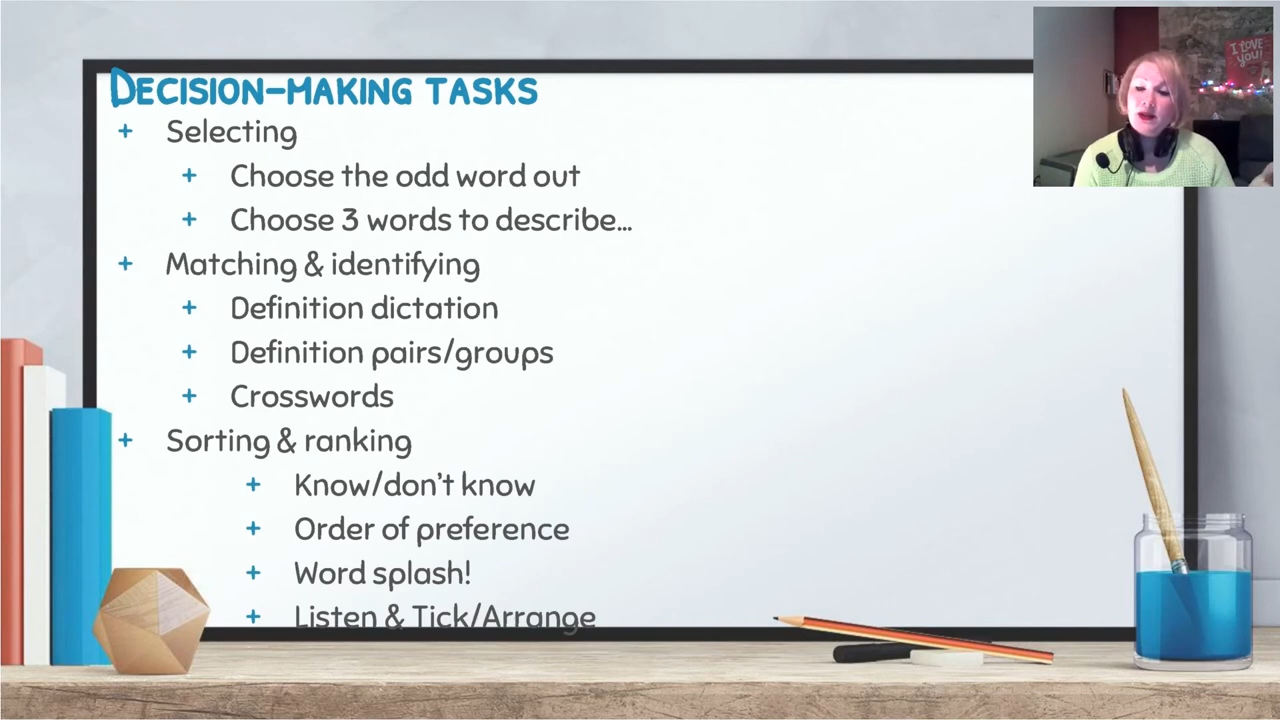 DECISION-MAKING TASKS
+ Selecting
+ Choose the odd word out
+ Choose 3 words to describe...
+ Matching & identifying
+ Definition dictation
+ Definition pairs/groups
+ Crosswords
+ Sorting & ranking
+ Know/don't know
+ Order of preference
+ Word splash!
+ Listen & Tick/Arrange
I LOVE
you!